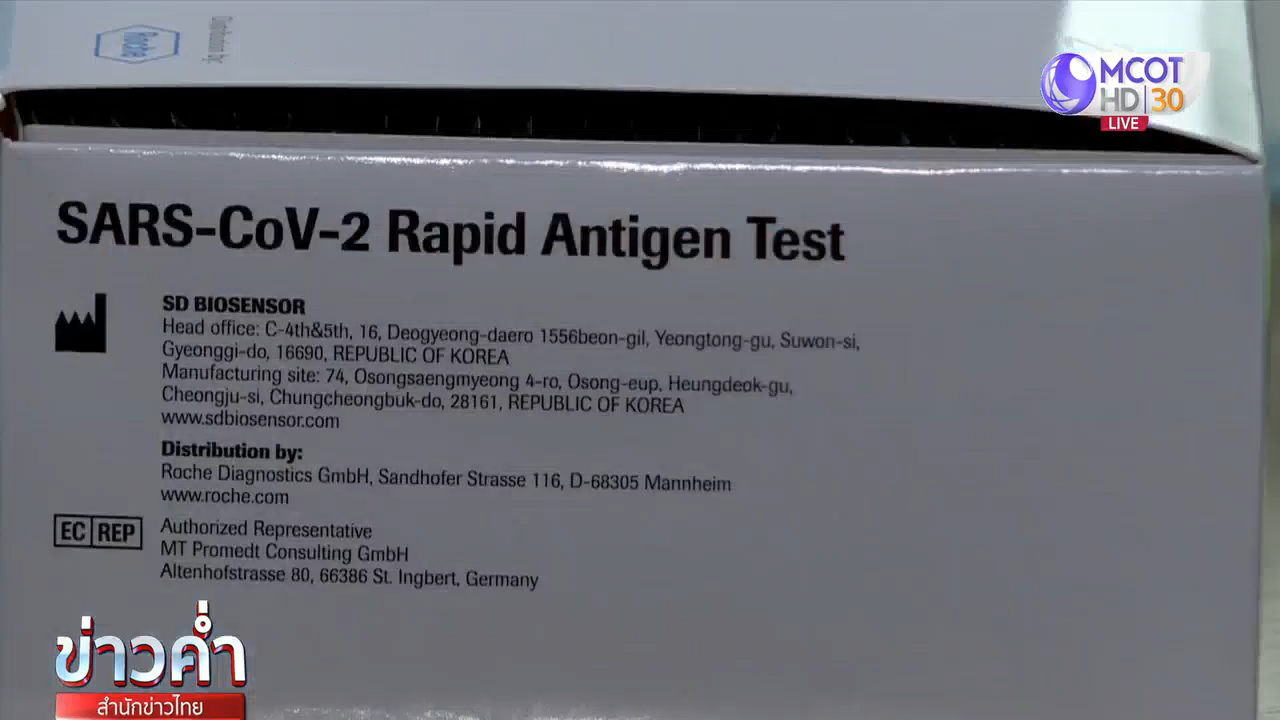 Roche
Distribution by:
MCOT
HD 30
LIVE
SARS-CoV-2 Rapid Antigen Test
SD BIOSENSOR
Head office: C-4th&5th, 16, Deogyeong-daero 1556beon-gil, Yeongtong-gu, Suwon-si,
Gyeonggi-do, 16690, REPUBLIC OF KOREA
Manufacturing site: 74, Osongsaengmyeong 4-ro, Osong-eup, Heungdeok-gu,
Cheongju-si, Chungcheongbuk-do, 28161, REPUBLIC OF KOREA
www.sdbiosensor.com
Distribution by:
Roche Diagnostics GmbH, Sandhofer Strasse 116, D-68305 Mannheim
www.roche.com
EC REP
Authorized Representative
MT Promedt Consulting GmbH
Altenhofstrasse 80, 66386 St. Ingbert, Germany
ข่าวค่ำ
สำนักข่าวไทย